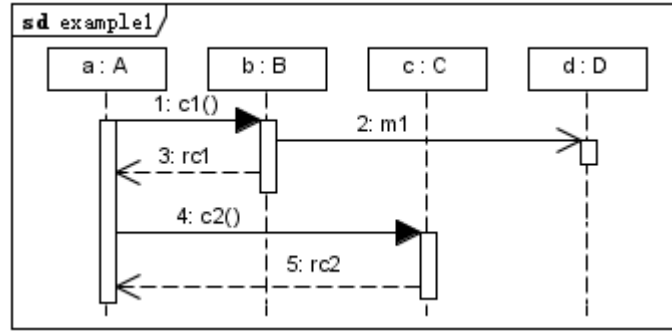 sd example1
a : A
b : B
c : C
d : D
1: c1()
2: m1
3: rc1
4: c2()
5: rc2